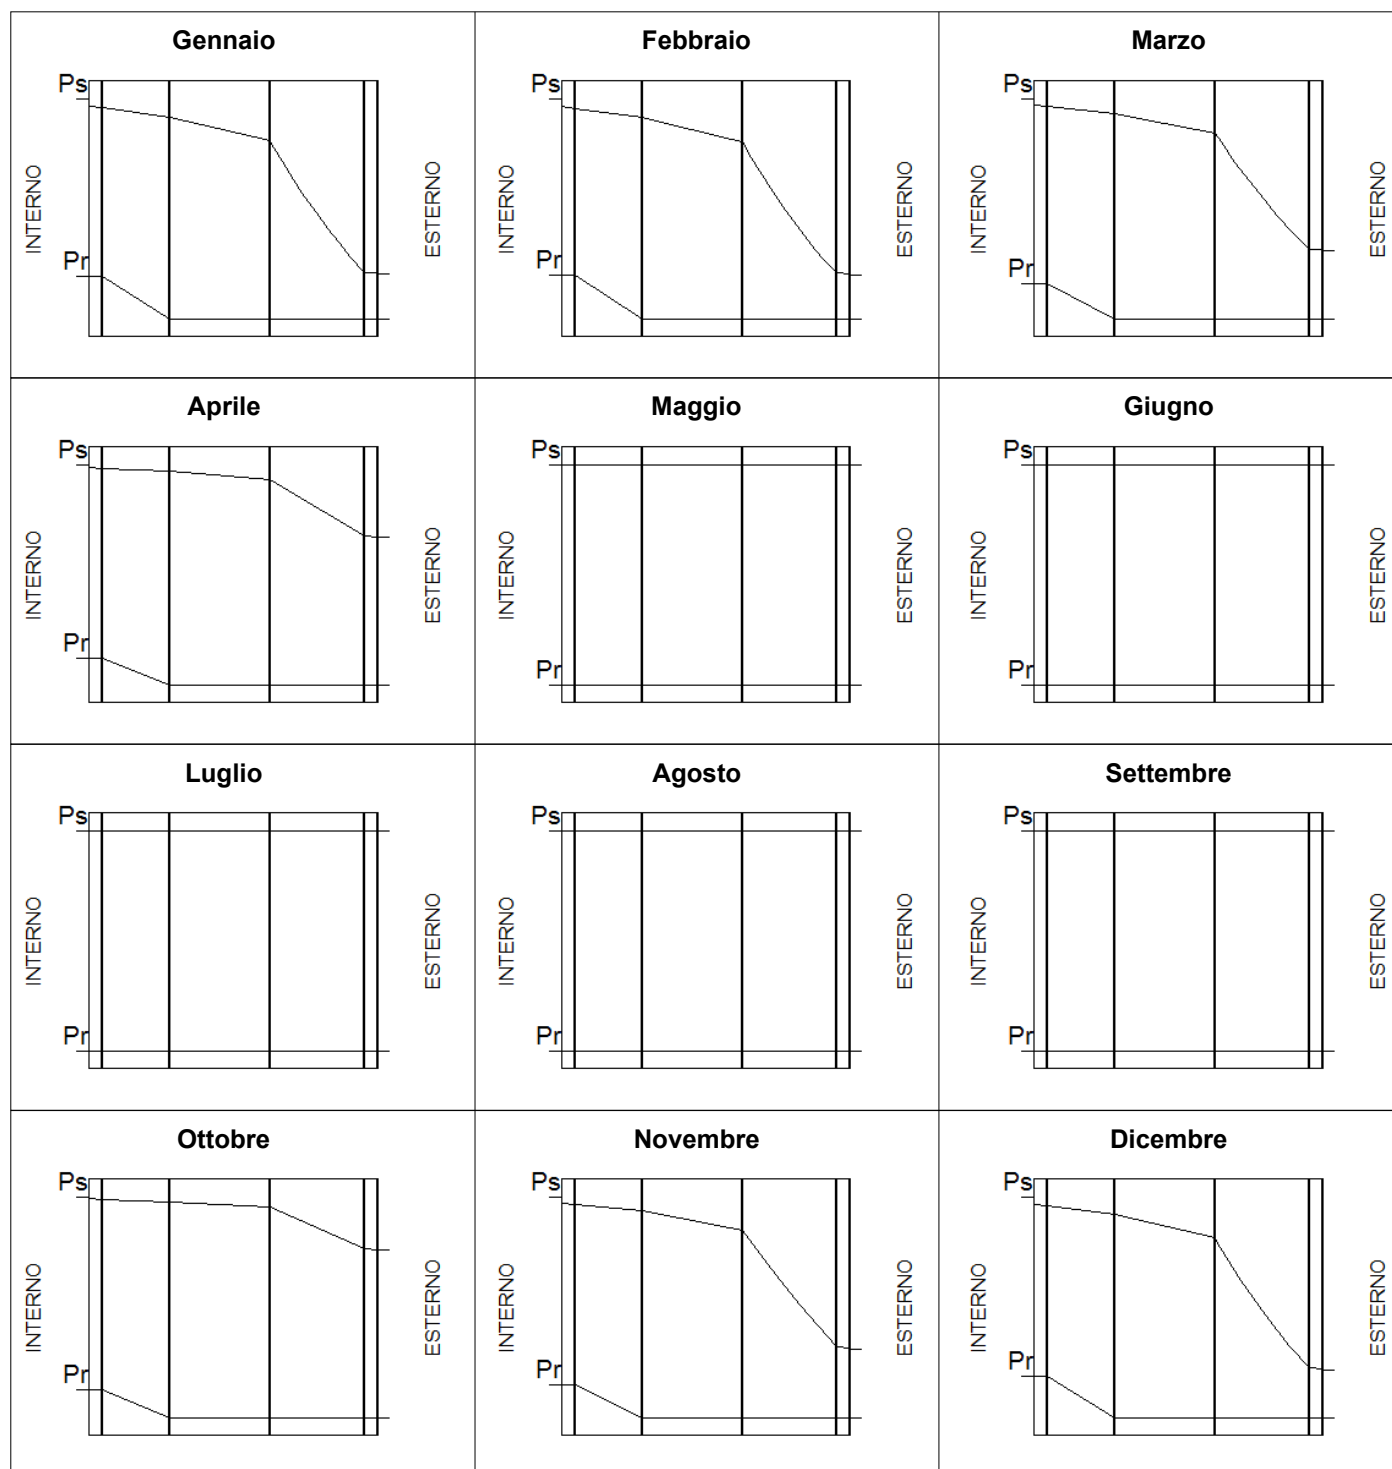 Gennaio
Febbraio
Marzo
Ps
Pr
INTERNO
ESTERNO
Ps
Pr
INTERNO
ESTERNO
Ps
Pr
INTERNO
ESTERNO
Aprile
Maggio
Giugno
Ps
Pr
INTERNO
ESTERNO
Ps
Pr
INTERNO
ESTERNO
Ps
Pr
INTERNO
ESTERNO
Luglio
Agosto
Settembre
Ps
Pr
INTERNO
ESTERNO
Ps
Pr
INTERNO
ESTERNO
Ps
Pr
INTERNO
ESTERNO
Ottobre
Novembre
Dicembre
Ps
Pr
INTERNO
ESTERNO
Ps
Pr
INTERNO
ESTERNO
Ps
Pr
INTERNO
ESTERNO